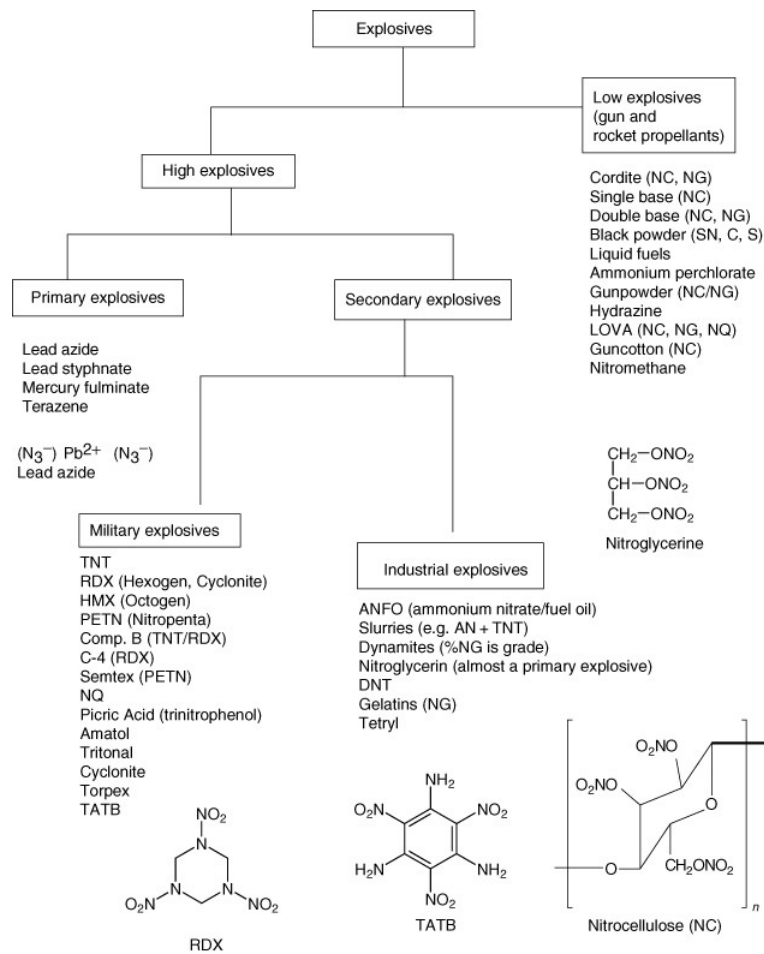 Explosives
Low explosives
(gun and
rocket propellants)
High explosives
Cordite (NC, NG)
Single base (NC)
Double base (NC, NG)
Black powder (SN, C, S)
Liquid fuels
Ammonium perchlorate
Gunpowder (NC/NG)
Hydrazine
LOVA (NC, NG, NQ)
Guncotton (NC)
Nitromethane
Primary explosives
Secondary explosives
Lead azide
Lead styphnate
Mercury fulminate
Terazene
(N3−) Pb2+ (N3−)
Lead azide
CH2−ONO2
CH−ONO2
CH2−ONO2
Nitroglycerine
Military explosives
TNT
RDX (Hexogen, Cyclonite)
HMX (Octogen)
PETN (Nitropenta)
Comp. B (TNT/RDX)
C-4 (RDX)
Semtex (PETN)
NQ
Picric Acid (trinitrophenol)
Amatol
Tritonal
Cyclonite
Torpex
TATB
Industrial explosives
ANFO (ammonium nitrate/fuel oil)
Slurries (e.g. AN + TNT)
Dynamites (%NG is grade)
Nitroglycerin (almost a primary explosive)
DNT
Gelatins (NG)
Tetryl
NO2
N
N N
O2N NO2
RDX
NH2
O2N NO2
H2N NH2
NO2
TATB
O2NO
O2NO
O
O CH2ONO2
n
Nitrocellulose (NC)